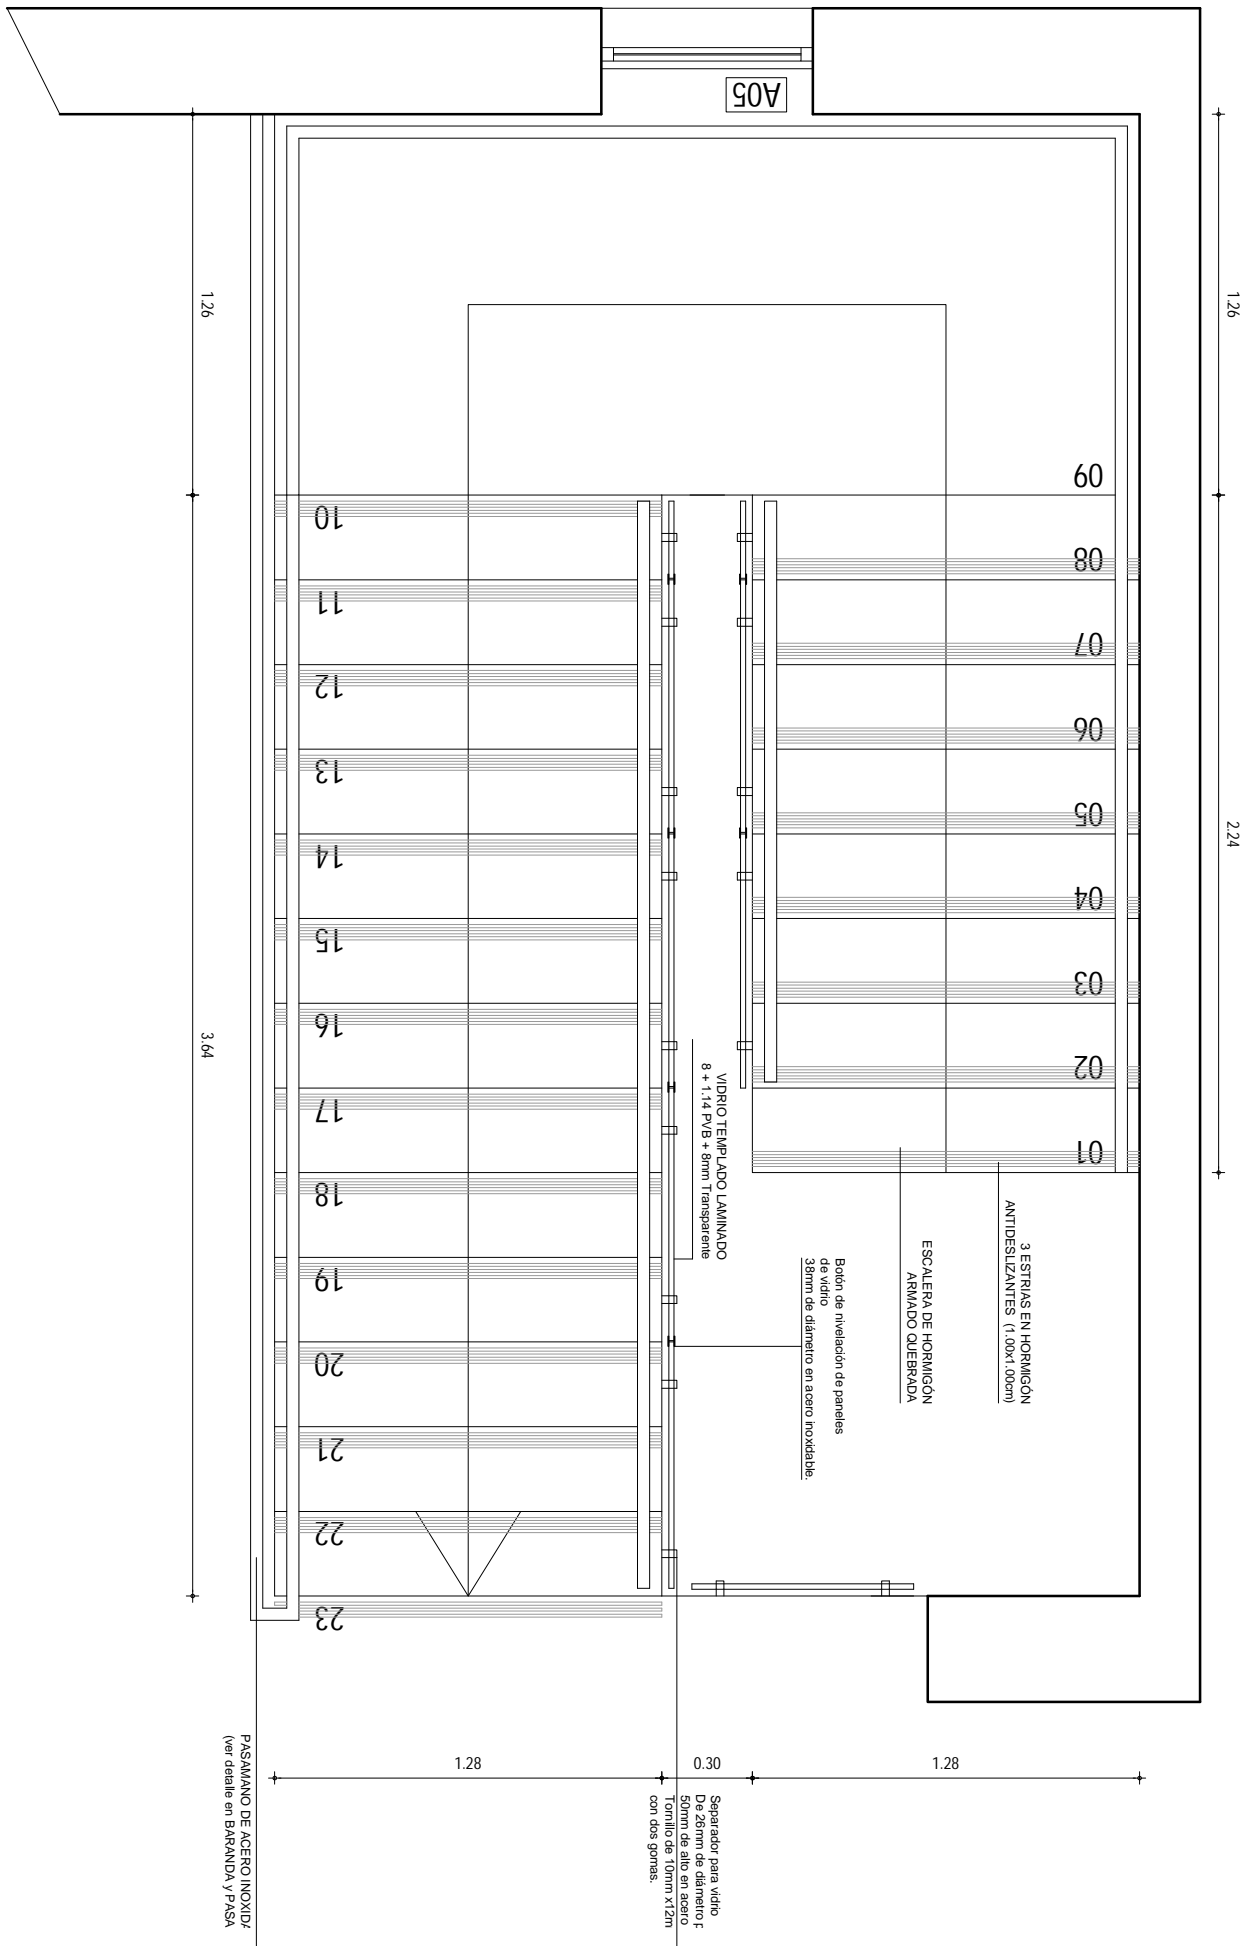 A05
1.26
1.26
09
10
08
11
07
12
06
13
05
14
04
15
03
16
02
17
01
18
19
20
21
22
23
2.24
3.64
VIDRIO TEMPLADO LAMINADO
8 + 1.14 PVB + 8mm Transparente
3 ESTRIAS EN HORMIGÓN
ANTIDESLIZANTES (1.00x1.00cm)
ESCALERA DE HORMIGÓN
ARMADO QUEBRADA
Botón de nivelación de paneles
de vidrio
38mm de diámetro en acero inoxidable.
1.28
0.30
1.28
Separador para vidrio
De 26mm de diámetro p
50mm de alto en acero
Tornillo de 10mm x12m
con dos gomas.
PASAMANO DE ACERO INOXIDA
(ver detalle en BARANDA y PASA